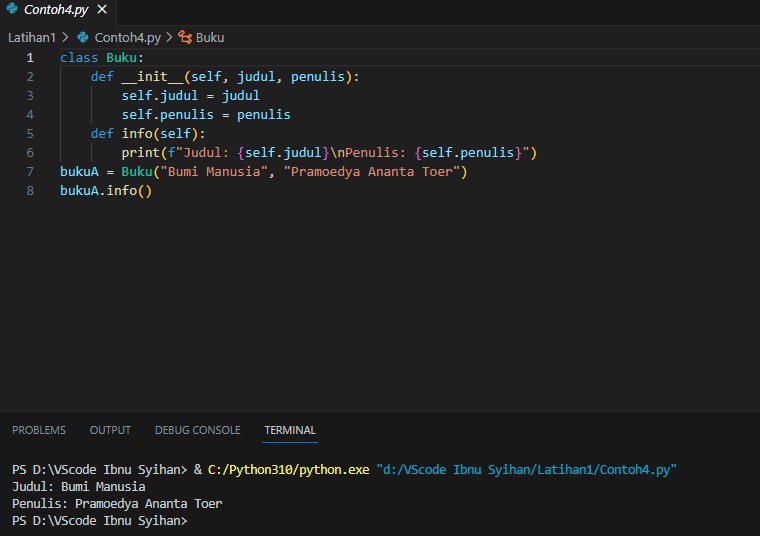 Contoh4.py
Latihan1 > Contoh4.py > Buku
1 class Buku:
2     def __init__(self, judul, penulis):
3         self.judul = judul
4         self.penulis = penulis
5     def info(self):
6         print(f"Judul: {self.judul}\nPenulis: {self.penulis}")
7 bukuA = Buku("Bumi Manusia", "Pramoedya Ananta Toer")
8 bukuA.info()
PROBLEMS OUTPUT DEBUG CONSOLE TERMINAL
PS D:\VScode Ibnu Syihan> & C:/Python310/python.exe "d:/VScode Ibnu Syihan/Latihan1/Contoh4.py"
Judul: Bumi Manusia
Penulis: Pramoedya Ananta Toer
PS D:\VScode Ibnu Syihan>